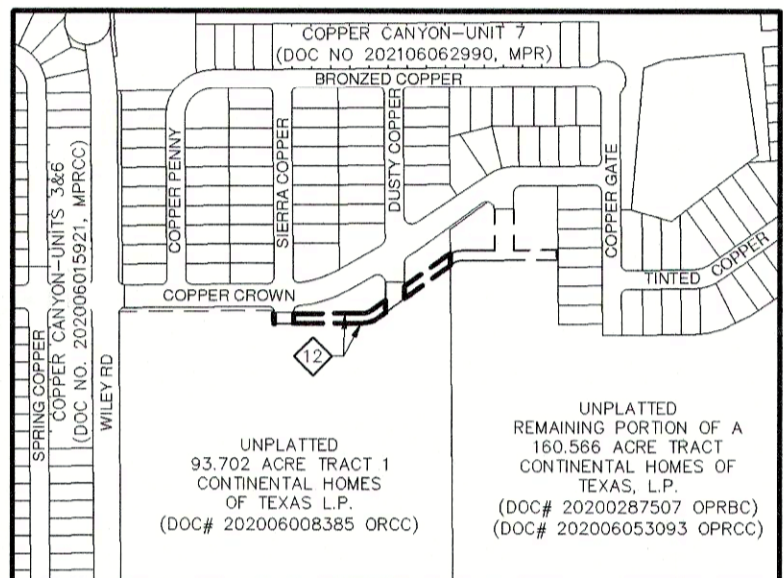 COPPER CANYON-UNIT 7
(DOC NO 202106062990, MPR)
BRONZED COPPER
COPPER PENNY
SIERRA COPPER
DUSTY COPPER
COPPER GATE
TINTED COPPER
COPPER CROWN
SPRING COPPER
COPPER CANYON-UNITS 3&6
(DOC NO. 202006015921, MPRCC)
WILEY RD
12
UNPLATTED
93.702 ACRE TRACT 1
CONTINENTAL HOMES
OF TEXAS L.P.
(DOC# 202006008385 ORCC)
UNPLATTED
REMAINING PORTION OF A
160.566 ACRE TRACT
CONTINENTAL HOMES OF
TEXAS, L.P.
(DOC# 20200287507 OPRBC)
(DOC# 202006053093 OPRCC)